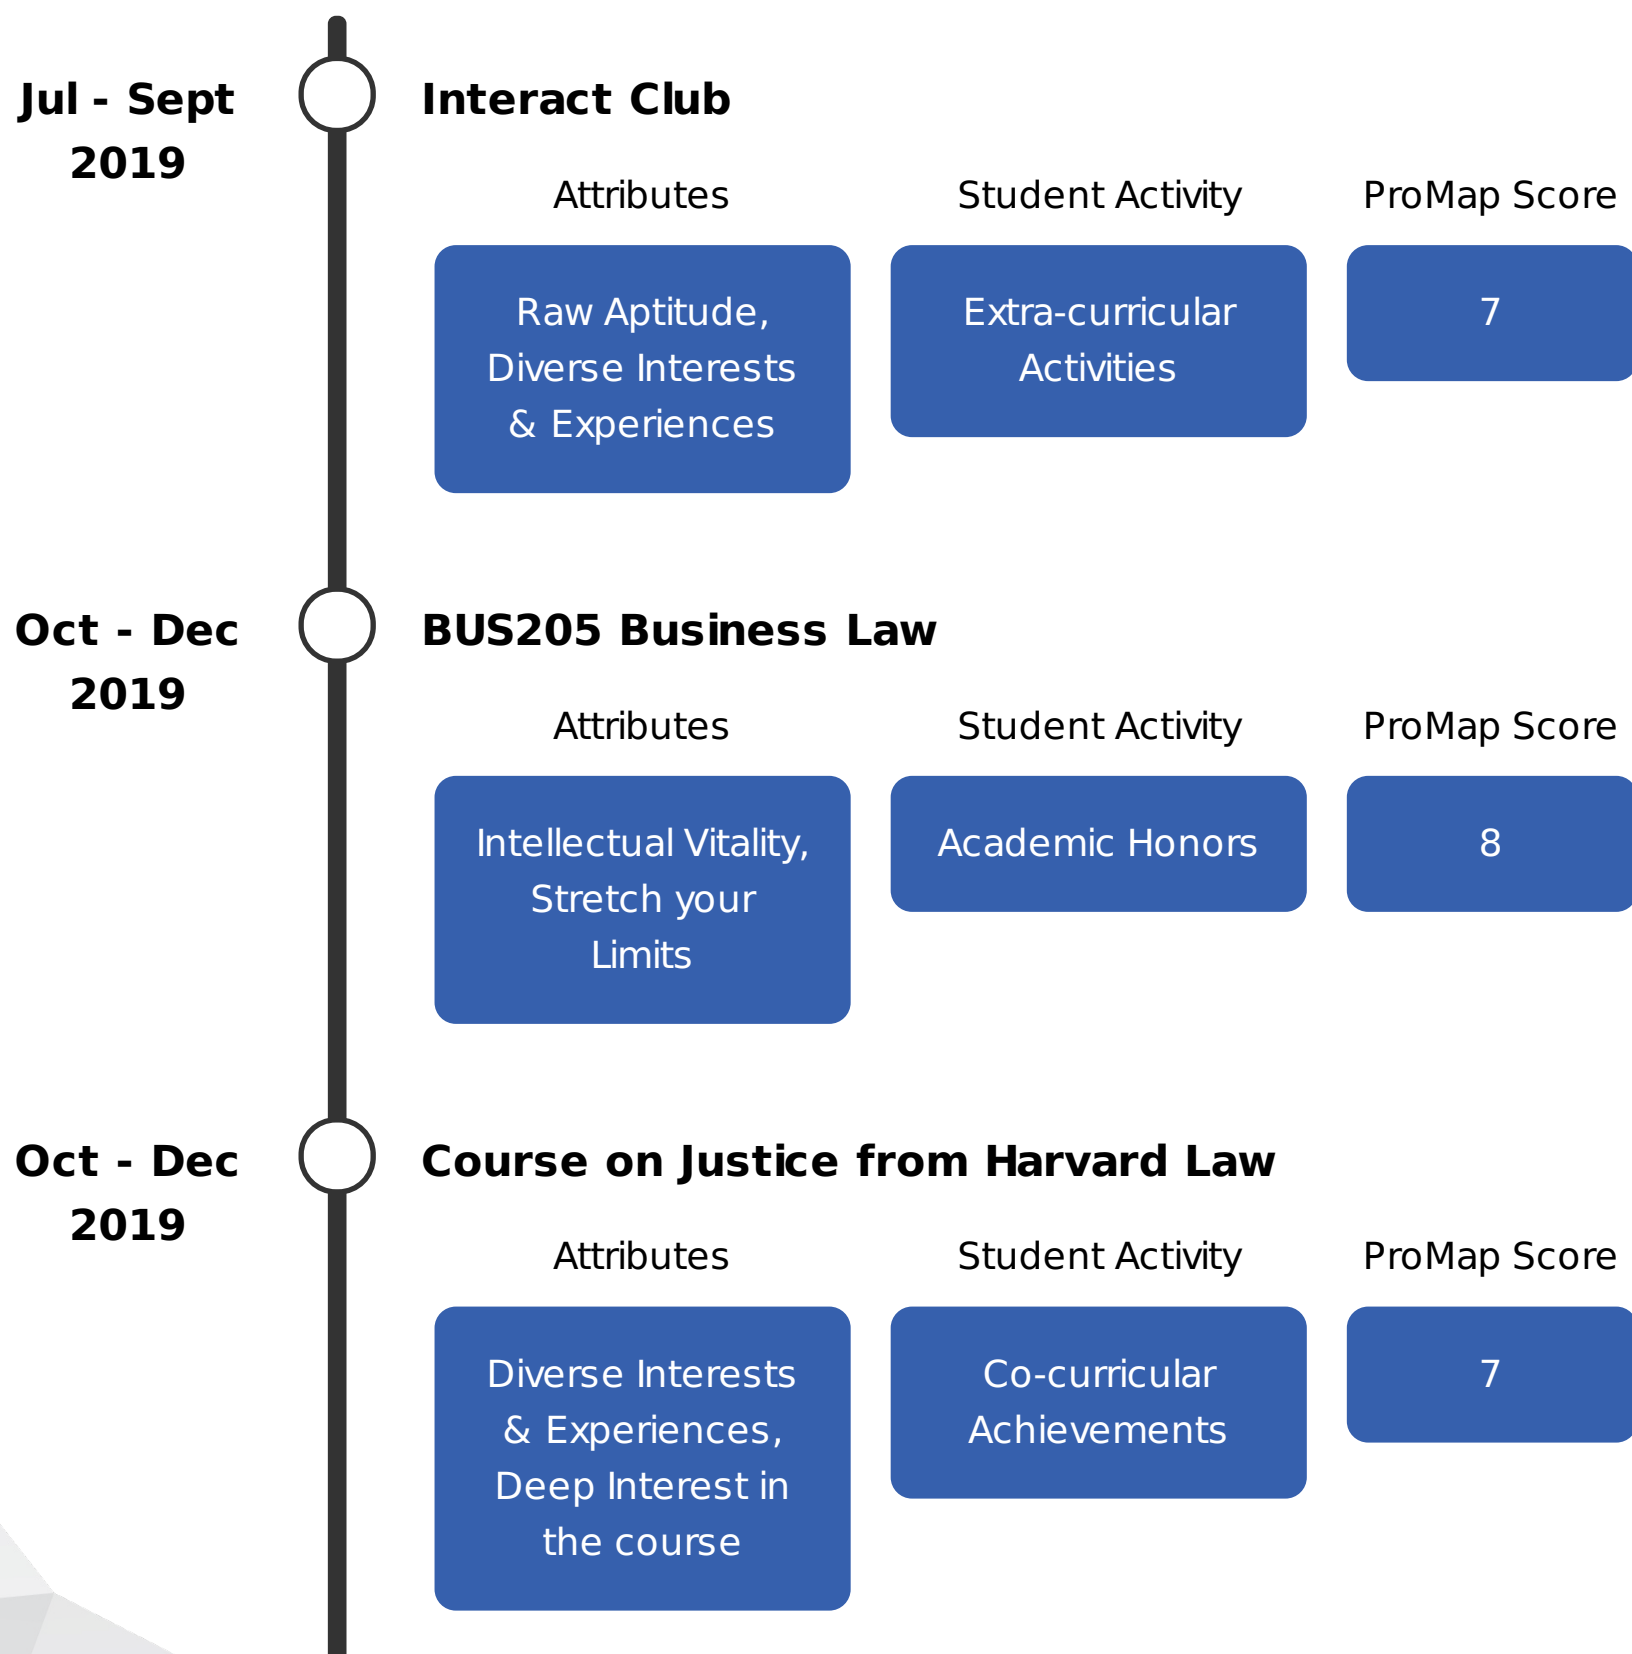 Jul - Sept
2019
Interact Club
Attributes
Student Activity
ProMap Score
Raw Aptitude,
Diverse Interests
& Experiences
Extra-curricular
Activities
7
Oct - Dec
2019
BUS205 Business Law
Attributes
Student Activity
ProMap Score
Intellectual Vitality,
Stretch your
Limits
Academic Honors
8
Oct - Dec
2019
Course on Justice from Harvard Law
Attributes
Student Activity
ProMap Score
Diverse Interests
& Experiences,
Deep Interest in
the course
Co-curricular
Achievements
7